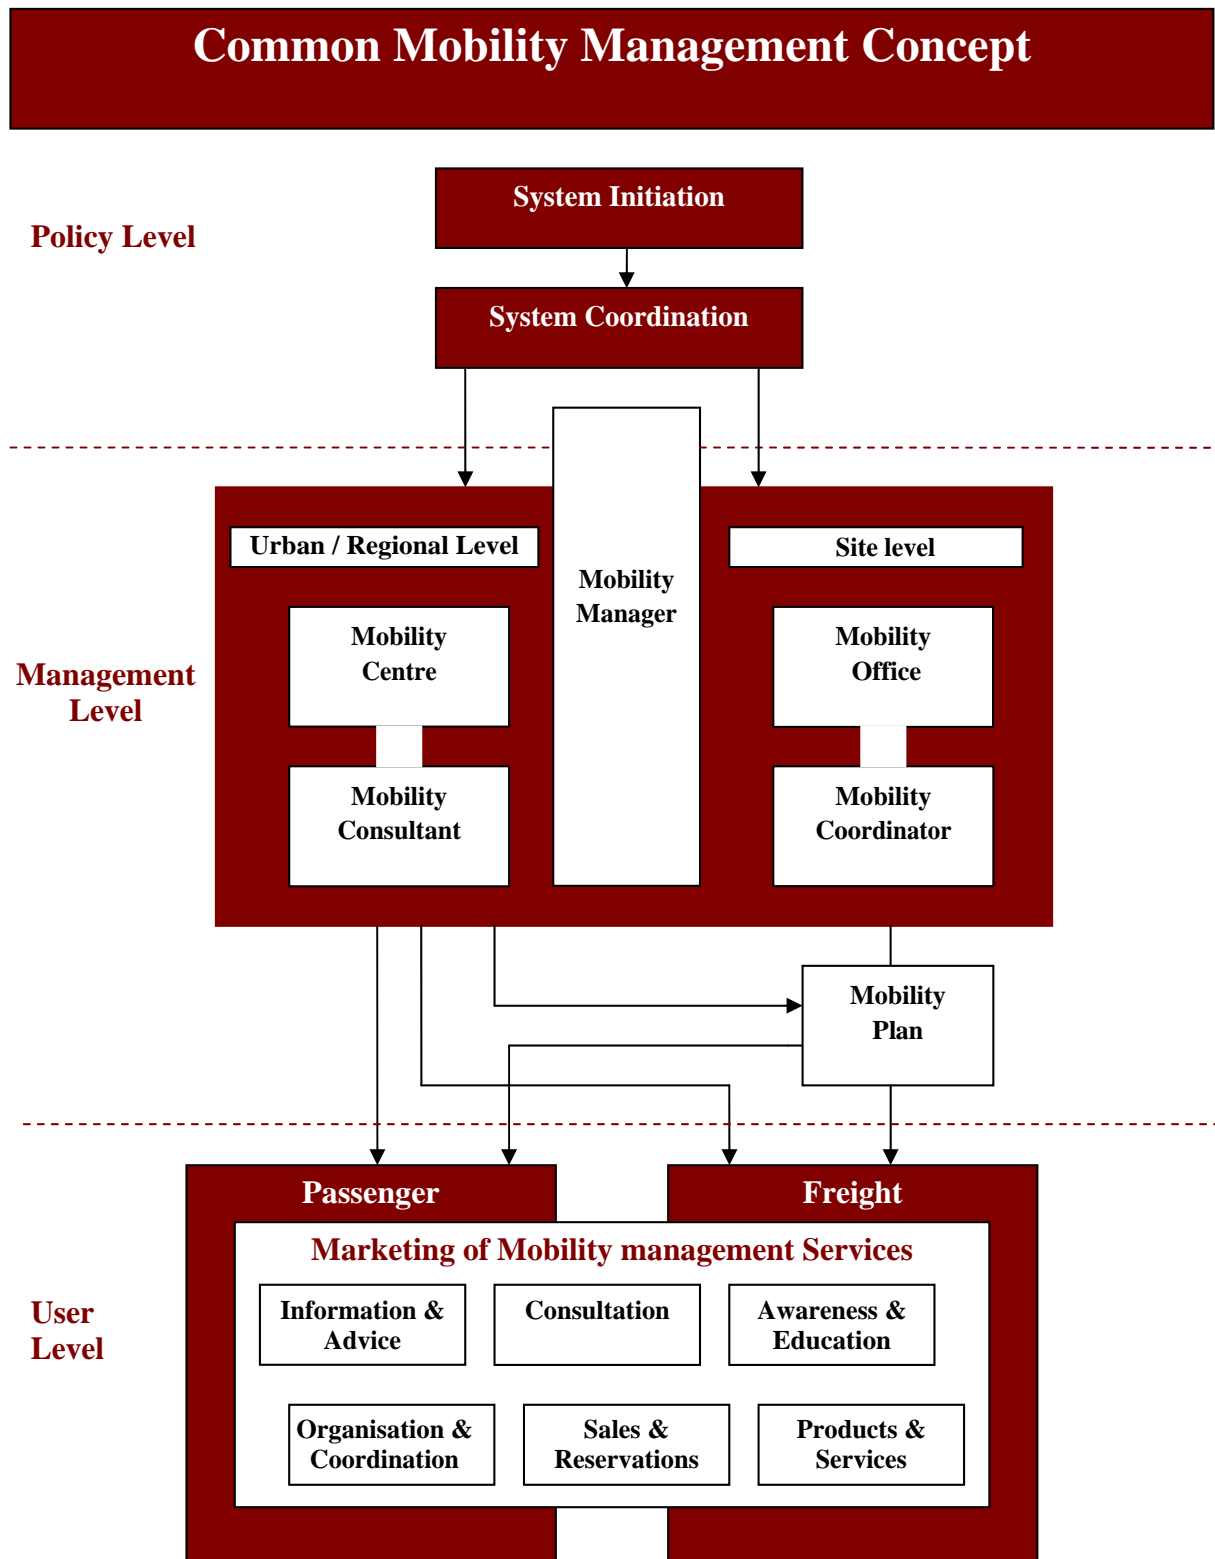 Common Mobility Management Concept
System Initiation
Policy Level
System Coordination
Urban / Regional Level
Site level
Mobility
Manager
Mobility
Centre
Mobility
Office
Management
Level
Mobility
Consultant
Mobility
Coordinator
Mobility
Plan
Passenger
Freight
Marketing of Mobility management Services
User
Level
Information &
Advice
Consultation
Awareness &
Education
Organisation &
Coordination
Sales &
Reservations
Products &
Services